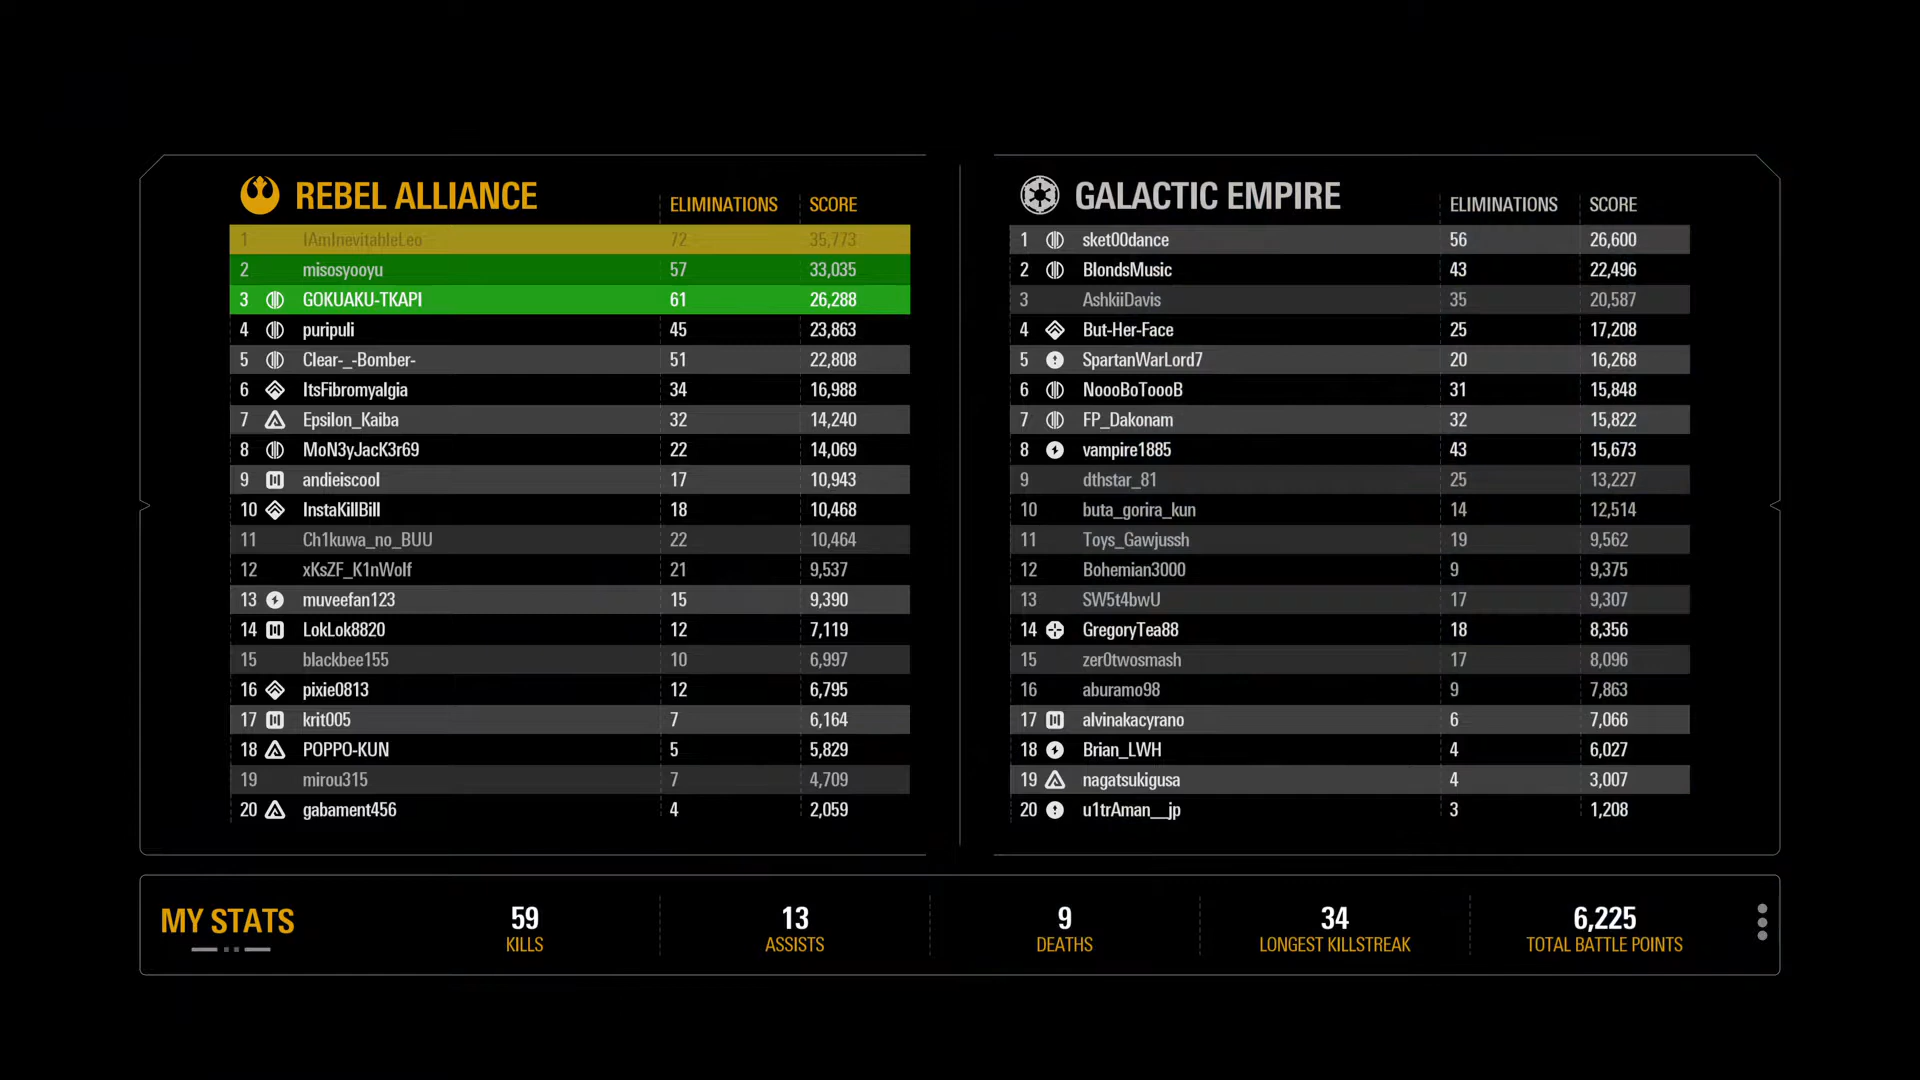 REBEL ALLIANCE ELIMINATIONS SCORE
1 IAmInevitableLeo 72 35,773
2 misosyooyu 57 33,035
3 GOKUAKU-TKAPI 61 26,288
4 puripuli 45 23,863
5 Clear-_-Bomber- 51 22,808
6 ItsFibromyalgia 34 16,988
7 Epsilon_Kaiba 32 14,240
8 MoN3yJacK3r69 22 14,069
9 andieiscool 17 10,943
10 InstaKillBill 18 10,468
11 Ch1kuwa_no_BUU 22 10,464
12 xKsZF_K1nWolf 21 9,537
13 muveefan123 15 9,390
14 LokLok8820 12 7,119
15 blackbee155 10 6,997
16 pixie0813 12 6,795
17 krit005 7 6,164
18 POPPO-KUN 5 5,829
19 mirou315 7 4,709
20 gabament456 4 2,059
GALACTIC EMPIRE ELIMINATIONS SCORE
1 sket00dance 56 26,600
2 BlondsMusic 43 22,496
3 AshkiiDavis 35 20,587
4 But-Her-Face 25 17,208
5 SpartanWarLord7 20 16,268
6 NoooBoToooB 31 15,848
7 FP_Dakonam 32 15,822
8 vampire1885 43 15,673
9 dthstar_81 25 13,227
10 buta_gorira_kun 14 12,514
11 Toys_Gawjussh 19 9,562
12 Bohemian3000 9 9,375
13 SW5t4bwU 17 9,307
14 GregoryTea88 18 8,356
15 zer0twosmash 17 8,096
16 aburamo98 9 7,863
17 alvinakacyrano 6 7,066
18 Brian_LWH 4 6,027
19 nagatsukigusa 4 3,007
20 u1trAman__jp 3 1,208
MY STATS
59 KILLS
13 ASSISTS
9 DEATHS
34 LONGEST KILLSTREAK
6,225 TOTAL BATTLE POINTS